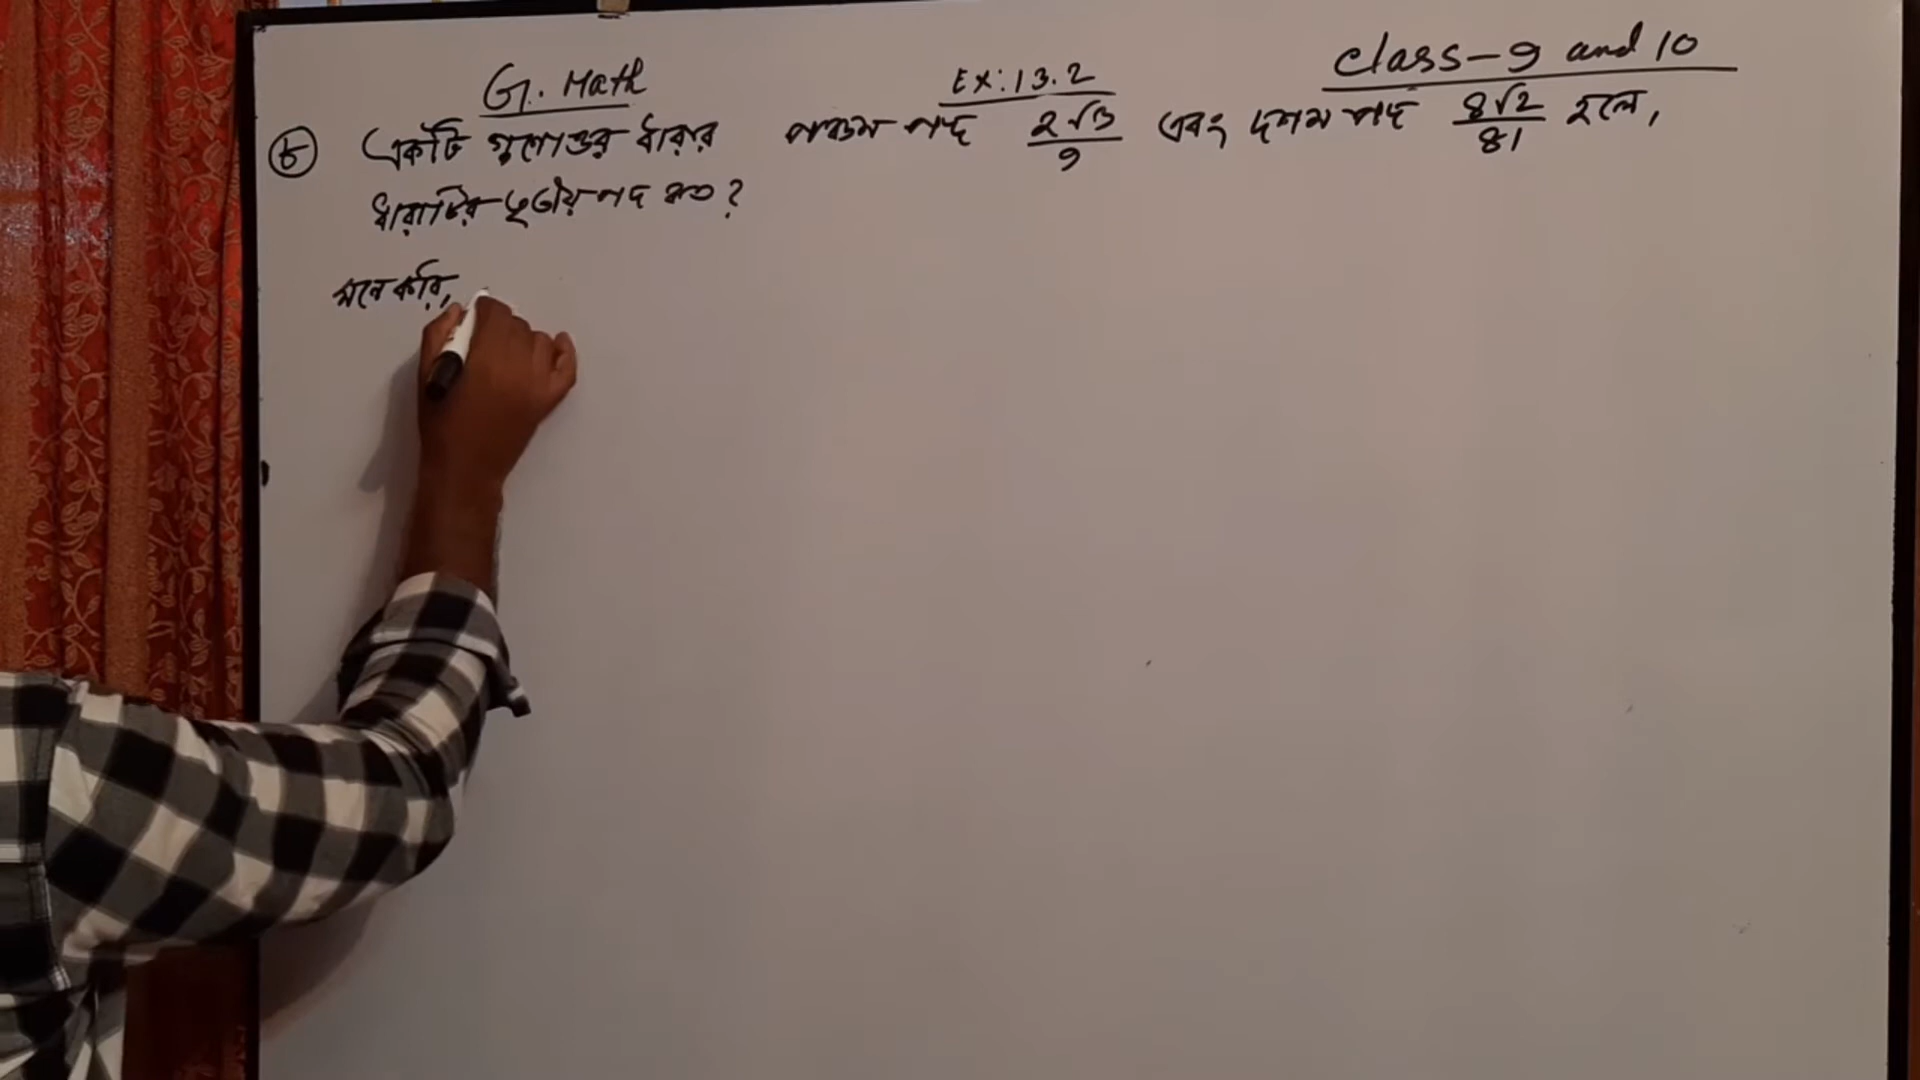 G. Math
Ex: 13.2
class-9 and 10
৮ একটি গুণোত্তর ধারার পঞ্চম পদ 2√3/9 এবং দশম পদ 8√2/81 হলে,
ধারাটির তৃতীয় পদ কত?
মনে করি,